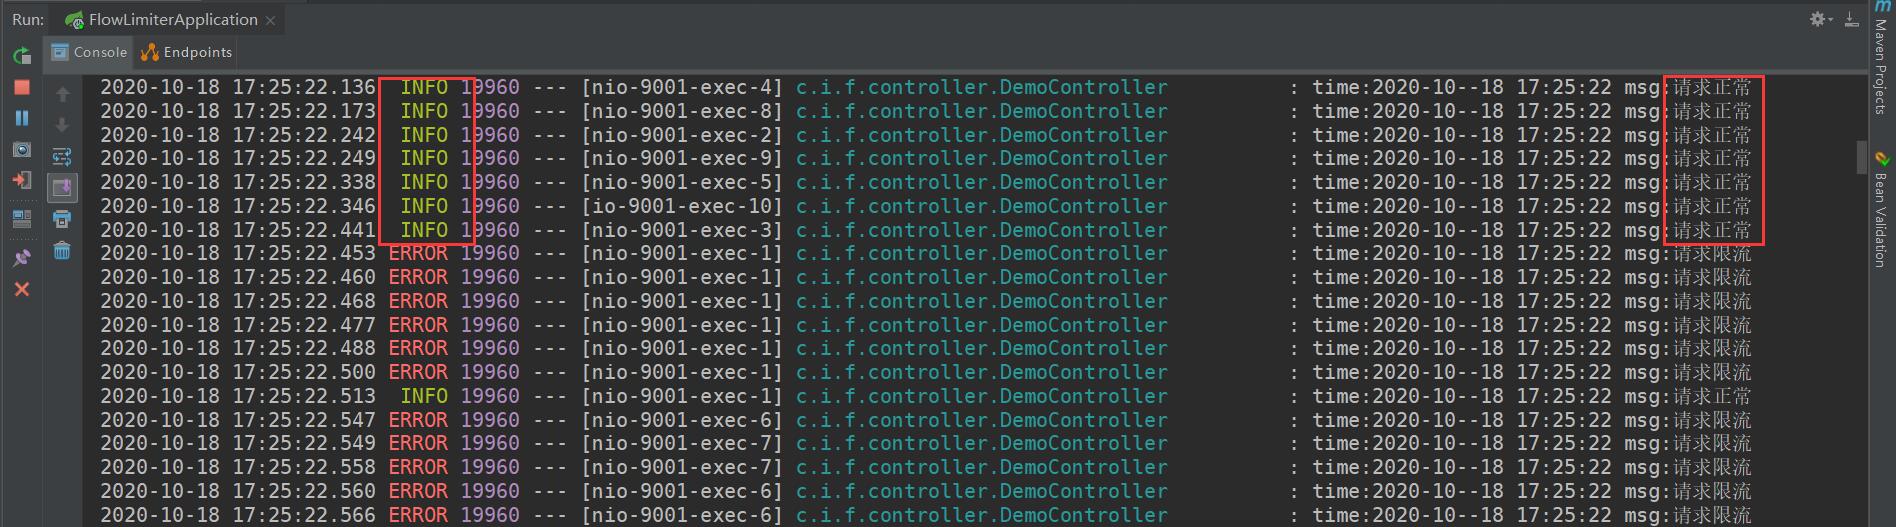 Run: FlowLimiterApplication
Console Endpoints
2020-10-18 17:25:22.136 INFO 19960 --- [nio-9001-exec-4] c.i.f.controller.DemoController : time:2020-10--18 17:25:22 msg:请求正常
2020-10-18 17:25:22.173 INFO 19960 --- [nio-9001-exec-8] c.i.f.controller.DemoController : time:2020-10--18 17:25:22 msg:请求正常
2020-10-18 17:25:22.242 INFO 19960 --- [nio-9001-exec-2] c.i.f.controller.DemoController : time:2020-10--18 17:25:22 msg:请求正常
2020-10-18 17:25:22.249 INFO 19960 --- [nio-9001-exec-9] c.i.f.controller.DemoController : time:2020-10--18 17:25:22 msg:请求正常
2020-10-18 17:25:22.338 INFO 19960 --- [nio-9001-exec-5] c.i.f.controller.DemoController : time:2020-10--18 17:25:22 msg:请求正常
2020-10-18 17:25:22.346 INFO 19960 --- [io-9001-exec-10] c.i.f.controller.DemoController : time:2020-10--18 17:25:22 msg:请求正常
2020-10-18 17:25:22.441 INFO 19960 --- [nio-9001-exec-3] c.i.f.controller.DemoController : time:2020-10--18 17:25:22 msg:请求正常
2020-10-18 17:25:22.453 ERROR 19960 --- [nio-9001-exec-1] c.i.f.controller.DemoController : time:2020-10--18 17:25:22 msg:请求限流
2020-10-18 17:25:22.460 ERROR 19960 --- [nio-9001-exec-1] c.i.f.controller.DemoController : time:2020-10--18 17:25:22 msg:请求限流
2020-10-18 17:25:22.468 ERROR 19960 --- [nio-9001-exec-1] c.i.f.controller.DemoController : time:2020-10--18 17:25:22 msg:请求限流
2020-10-18 17:25:22.477 ERROR 19960 --- [nio-9001-exec-1] c.i.f.controller.DemoController : time:2020-10--18 17:25:22 msg:请求限流
2020-10-18 17:25:22.488 ERROR 19960 --- [nio-9001-exec-1] c.i.f.controller.DemoController : time:2020-10--18 17:25:22 msg:请求限流
2020-10-18 17:25:22.500 ERROR 19960 --- [nio-9001-exec-1] c.i.f.controller.DemoController : time:2020-10--18 17:25:22 msg:请求限流
2020-10-18 17:25:22.513 INFO 19960 --- [nio-9001-exec-1] c.i.f.controller.DemoController : time:2020-10--18 17:25:22 msg:请求正常
2020-10-18 17:25:22.547 ERROR 19960 --- [nio-9001-exec-6] c.i.f.controller.DemoController : time:2020-10--18 17:25:22 msg:请求限流
2020-10-18 17:25:22.549 ERROR 19960 --- [nio-9001-exec-7] c.i.f.controller.DemoController : time:2020-10--18 17:25:22 msg:请求限流
2020-10-18 17:25:22.558 ERROR 19960 --- [nio-9001-exec-7] c.i.f.controller.DemoController : time:2020-10--18 17:25:22 msg:请求限流
2020-10-18 17:25:22.560 ERROR 19960 --- [nio-9001-exec-6] c.i.f.controller.DemoController : time:2020-10--18 17:25:22 msg:请求限流
2020-10-18 17:25:22.566 ERROR 19960 --- [nio-9001-exec-6] c.i.f.controller.DemoController : time:2020-10--18 17:25:22 msg:请求限流
m Maven Projects
Bean Validation